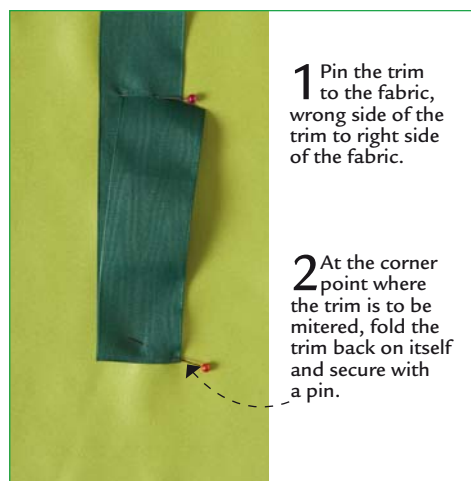 1 Pin the trim
to the fabric,
wrong side of the
trim to right side
of the fabric.
2 At the corner
point where
the trim is to be
mitered, fold the
trim back on itself
and secure with
a pin.